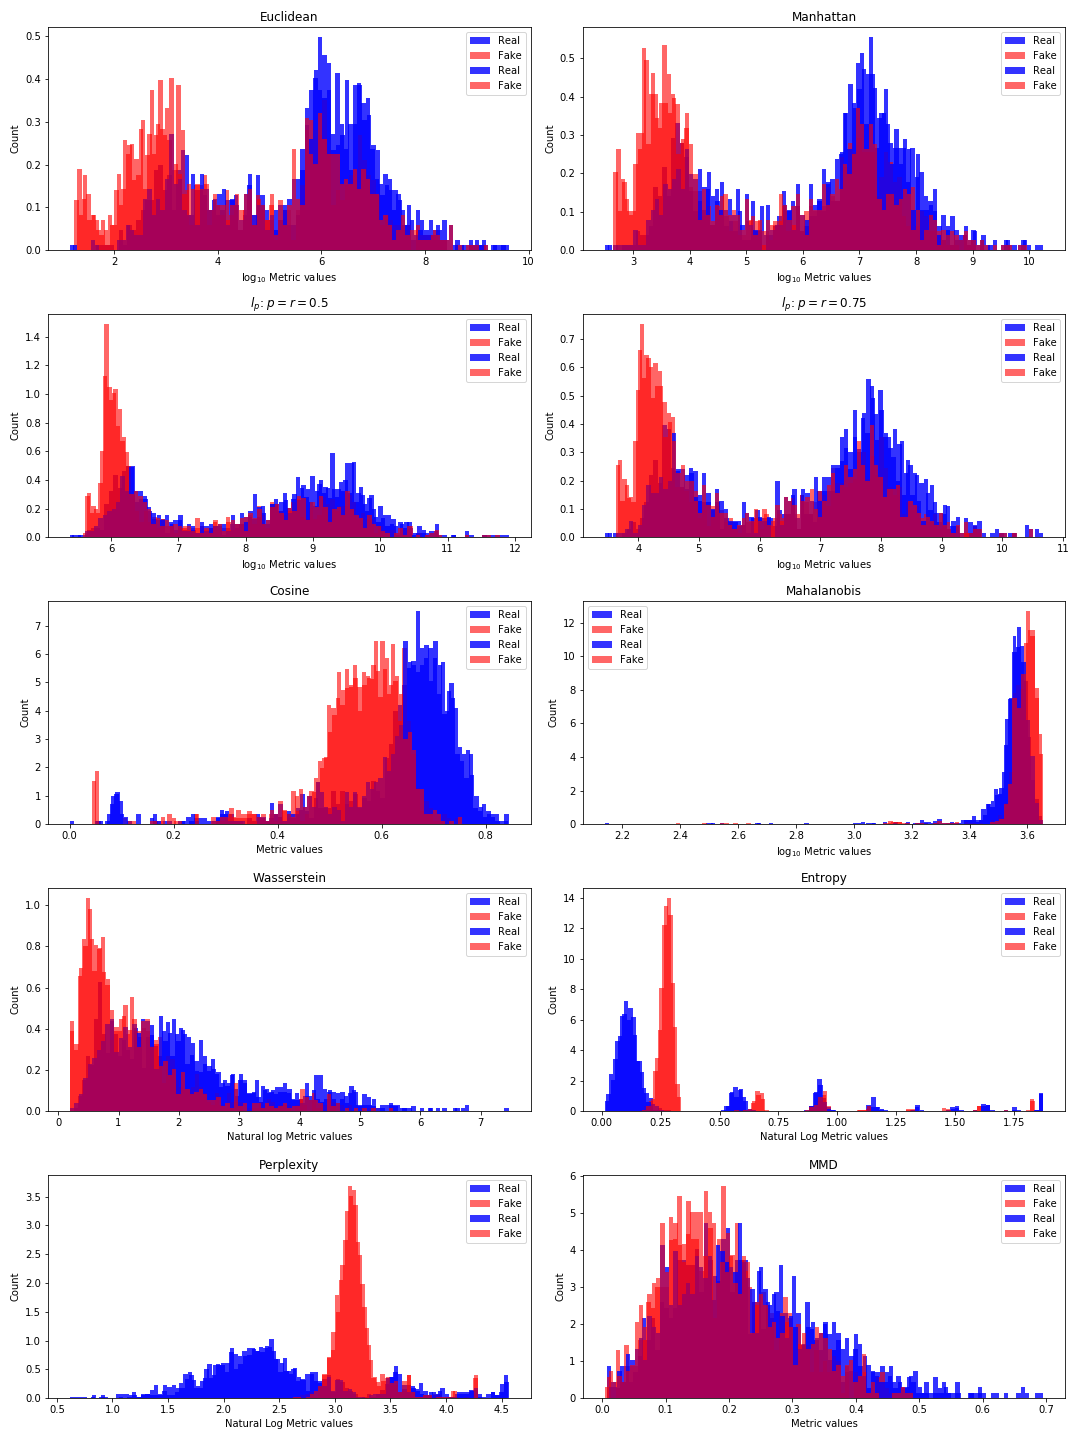 Euclidean
Count
0.5
0.4
0.3
0.2
0.1
0.0
2 4 6 8 10
log10 Metric values
Real
Fake
Real
Fake
Manhattan
Count
0.5
0.4
0.3
0.2
0.1
0.0
3 4 5 6 7 8 9 10
log10 Metric values
Real
Fake
Real
Fake
lp: p = r = 0.5
Count
1.4
1.2
1.0
0.8
0.6
0.4
0.2
0.0
6 7 8 9 10 11 12
log10 Metric values
Real
Fake
Real
Fake
lp: p = r = 0.75
Count
0.7
0.6
0.5
0.4
0.3
0.2
0.1
0.0
4 5 6 7 8 9 10 11
log10 Metric values
Real
Fake
Real
Fake
Cosine
Count
7
6
5
4
3
2
1
0
0.0 0.2 0.4 0.6 0.8
Metric values
Real
Fake
Real
Fake
Mahalanobis
Count
12
10
8
6
4
2
0
2.2 2.4 2.6 2.8 3.0 3.2 3.4 3.6
log10 Metric values
Real
Fake
Real
Fake
Wasserstein
Count
1.0
0.8
0.6
0.4
0.2
0.0
0 1 2 3 4 5 6 7
Natural log Metric values
Real
Fake
Real
Fake
Entropy
Count
14
12
10
8
6
4
2
0
0.00 0.25 0.50 0.75 1.00 1.25 1.50 1.75
Natural Log Metric values
Real
Fake
Real
Fake
Perplexity
Count
3.5
3.0
2.5
2.0
1.5
1.0
0.5
0.0
0.5 1.0 1.5 2.0 2.5 3.0 3.5 4.0 4.5
Natural Log Metric values
Real
Fake
Real
Fake
MMD
Count
6
5
4
3
2
1
0
0.0 0.1 0.2 0.3 0.4 0.5 0.6 0.7
Metric values
Real
Fake
Real
Fake